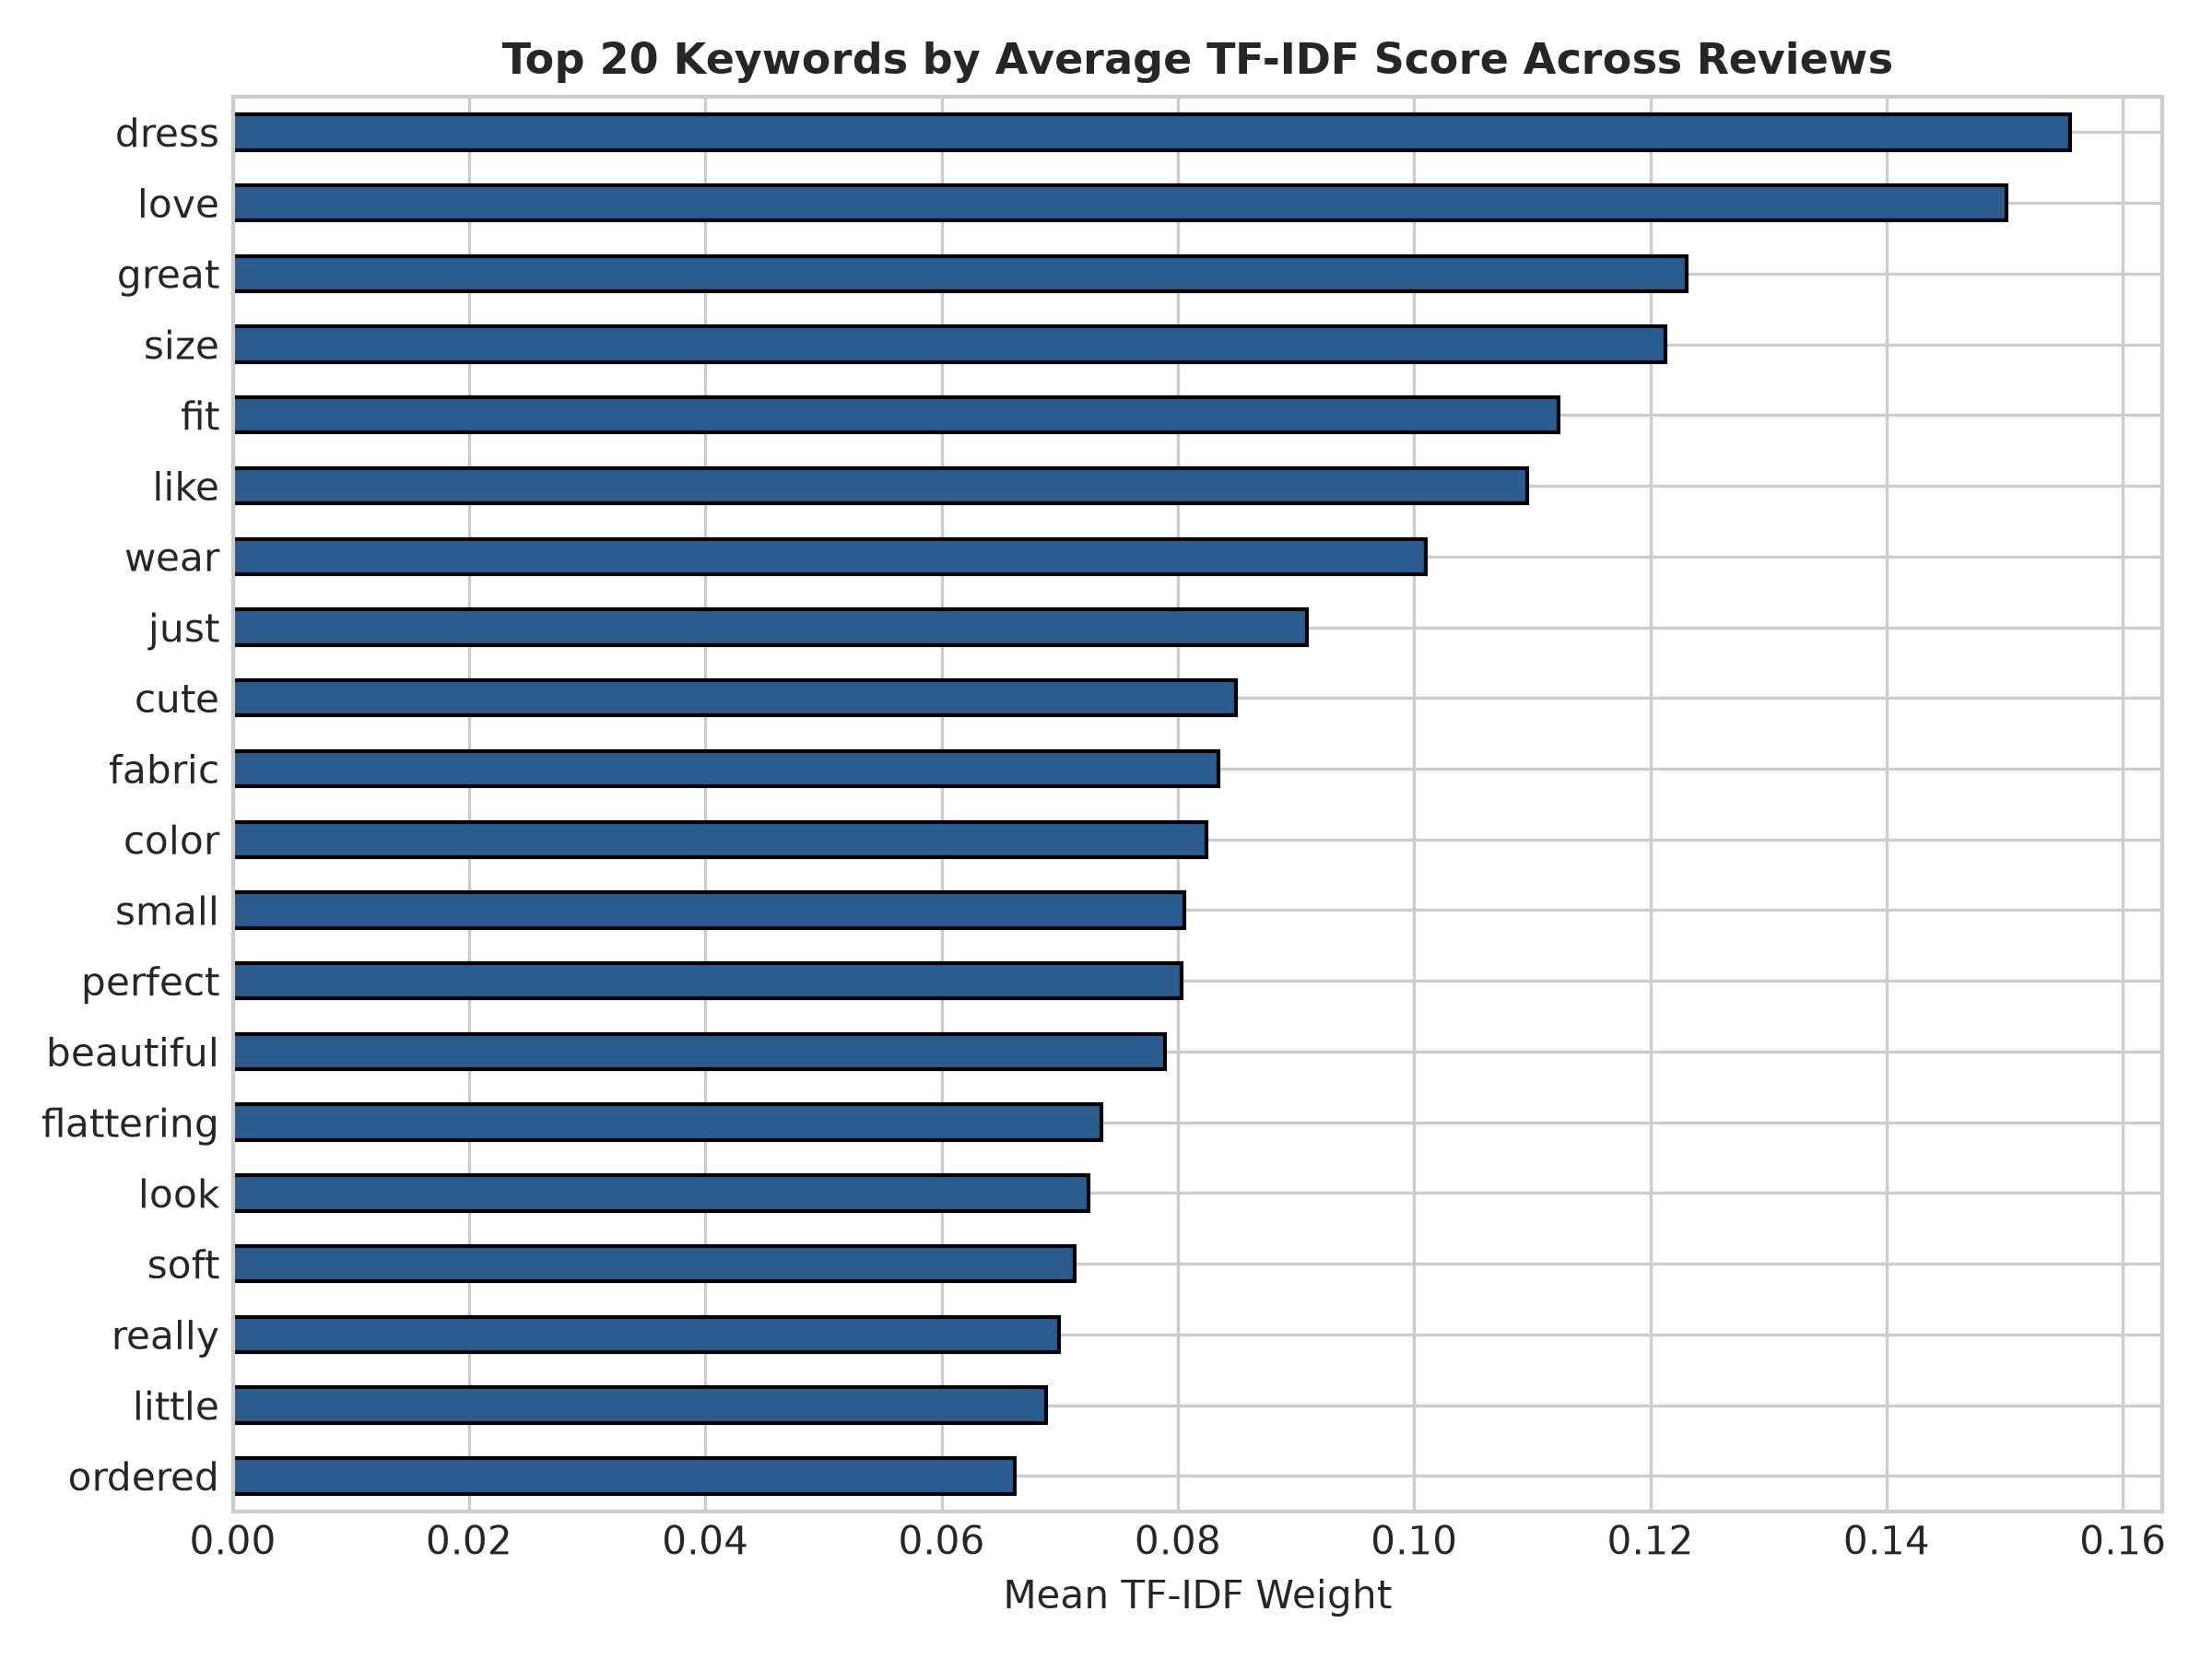 Top 20 Keywords by Average TF-IDF Score Across Reviews
dress
love
great
size
fit
like
wear
just
cute
fabric
color
small
perfect
beautiful
flattering
look
soft
really
little
ordered
0.00 0.02 0.04 0.06 0.08 0.10 0.12 0.14 0.16
Mean TF-IDF Weight